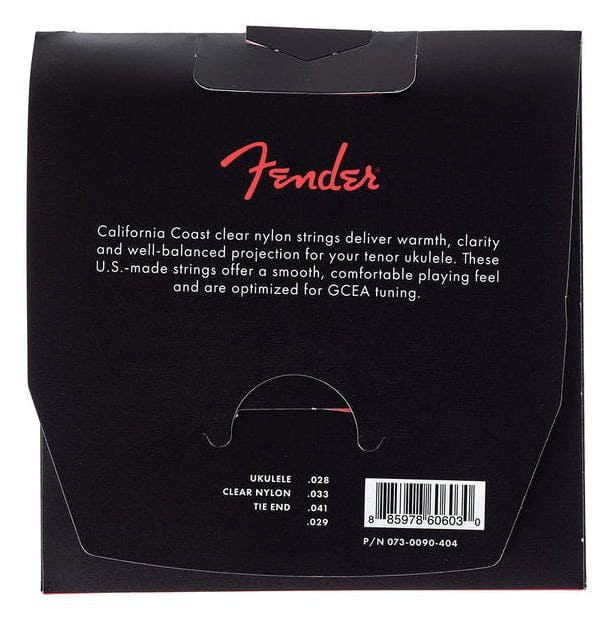 Fender
California Coast clear nylon strings deliver warmth, clarity
and well-balanced projection for your tenor ukulele. These
U.S.-made strings offer a smooth, comfortable playing feel
and are optimized for GCEA tuning.
UKULELE .028
CLEAR NYLON .033
TIE END .041
.029
8 85978 60603 0
P/N 073-0090-404